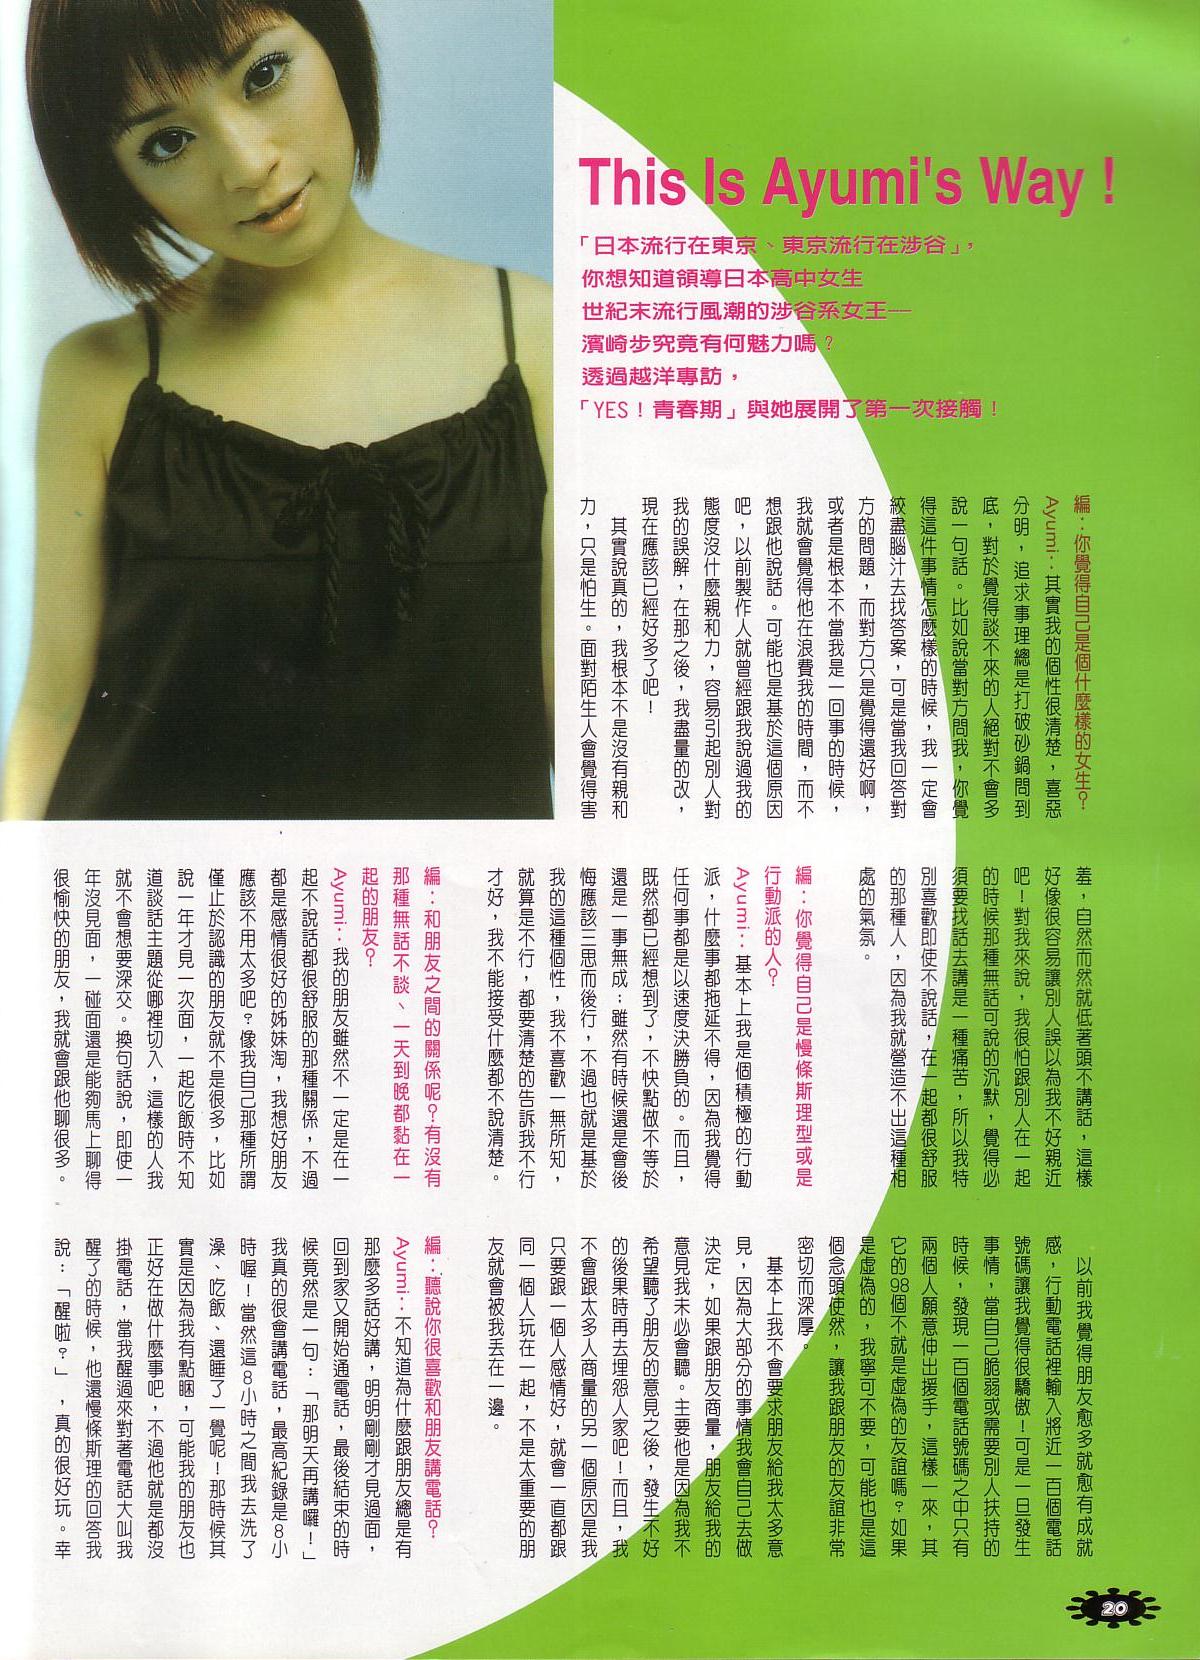 This Is Ayumi's Way !
「日本流行在東京、東京流行在涉谷」，
你想知道領導日本高中女生
世紀末流行風潮的涉谷系女王──
濱崎步究竟有何魅力嗎？
透過越洋專訪，
「YES！青春期」與她展開了第一次接觸！
編：你覺得自己是個什麼樣的女生？
Ayumi：其實我的個性很清楚，喜惡
分明，追求事理總是打破砂鍋問到
底，對於覺得談不來的人絕對不會多
說一句話。比如說當對方問我，你覺
得這件事情怎麼樣的時候，我一定會
絞盡腦汁去找答案，可是當我回答對
方的問題，而對方只是覺得還好啊，
或者是根本不當我是一回事的時候，
我就會覺得他在浪費我的時間，而不
想跟他說話。可能也是基於這個原因
吧，以前製作人就曾經跟我說過我的
態度沒什麼親和力，容易引起別人對
我的誤解，在那之後，我盡量的改，
現在應該已經好多了吧！
其實說真的，我根本不是沒有親和
力，只是怕生。面對陌生人會覺得害
羞，自然而然就低著頭不講話，這樣
好像很容易讓別人誤以為我不好親近
吧！對我來說，我很怕跟別人在一起
的時候那種無話可說的沉默，覺得必
須要找話去講是一種痛苦，所以我特
別喜歡即使不說話，在一起都很舒服
的那種人，因為我就營造不出這種相
處的氣氛。
編：你覺得自己是慢條斯理型或是
行動派的人？
Ayumi：基本上我是個積極的行動
派，什麼事都拖延不得，因為我覺得
任何事都是以速度決勝負的。而且，
既然都已經想到了，不快點做不等於
還是一事無成；雖然有時候還是會後
悔應該三思而後行，不過也就是基於
我的這種個性，我不喜歡一無所知，
就算是不行，都要清楚的告訴我不行
才好，我不能接受什麼都不說清楚。
編：和朋友之間的關係呢？有沒有
那種無話不談、一天到晚都黏在一
起的朋友？
Ayumi：我的朋友雖然不一定是在一
起不說話都很舒服的那種關係，不過
都是感情很好的姊妹淘，我想好朋友
應該不用太多吧？像我自己那種所謂
僅止於認識的朋友就不是很多，比如
說一年才見一次面，一起吃飯時不知
道談話主題從哪裡切入，這樣的人我
就不會想要深交。換句話說，即使一
年沒見面，一碰面還是能夠馬上聊得
很愉快的朋友，我就會跟他聊很多。
以前我覺得朋友愈多就愈有成就
感，行動電話裡輸入將近一百個電話
號碼讓我覺得很驕傲！可是一旦發生
事情，當自己脆弱或需要別人扶持的
時候，發現一百個電話號碼之中只有
兩個人願意伸出援手，這樣一來，其
它的98個不就是虛偽的友誼嗎？如果
是虛偽的，我寧可不要，可能也是這
個念頭使然，讓我跟朋友的友誼非常
密切而深厚。
基本上我不會要求朋友給我太多意
見，因為大部分的事情我會自己去做
決定，如果跟朋友商量，朋友給我的
意見我未必會聽。主要他是因為我不
希望聽了朋友的意見之後，發生不好
的後果時再去埋怨人家吧！而且，我
不會跟太多人商量的另一個原因是我
只要跟一個人感情好，就會一直都跟
同一個人玩在一起，不是太重要的朋
友就會被我丟在一邊。
編：聽說你很喜歡和朋友講電話？
Ayumi：不知道為什麼跟朋友總是有
那麼多話好講，明明剛剛才見過面，
回到家又開始通電話，最後結束的時
候竟然是一句：「那明天再講囉！」
我真的很會講電話，最高紀錄是8小
時喔！當然這8小時之間我去洗了
澡、吃飯、還睡了一覺呢！那時候其
實是因為我有點睏，可能我的朋友也
正好在做什麼事吧，不過他就是都沒
掛電話，當我醒過來對著電話大叫我
醒了的時候，他還慢條斯理的回答我
說：「醒啦？」，真的很好玩。幸
20